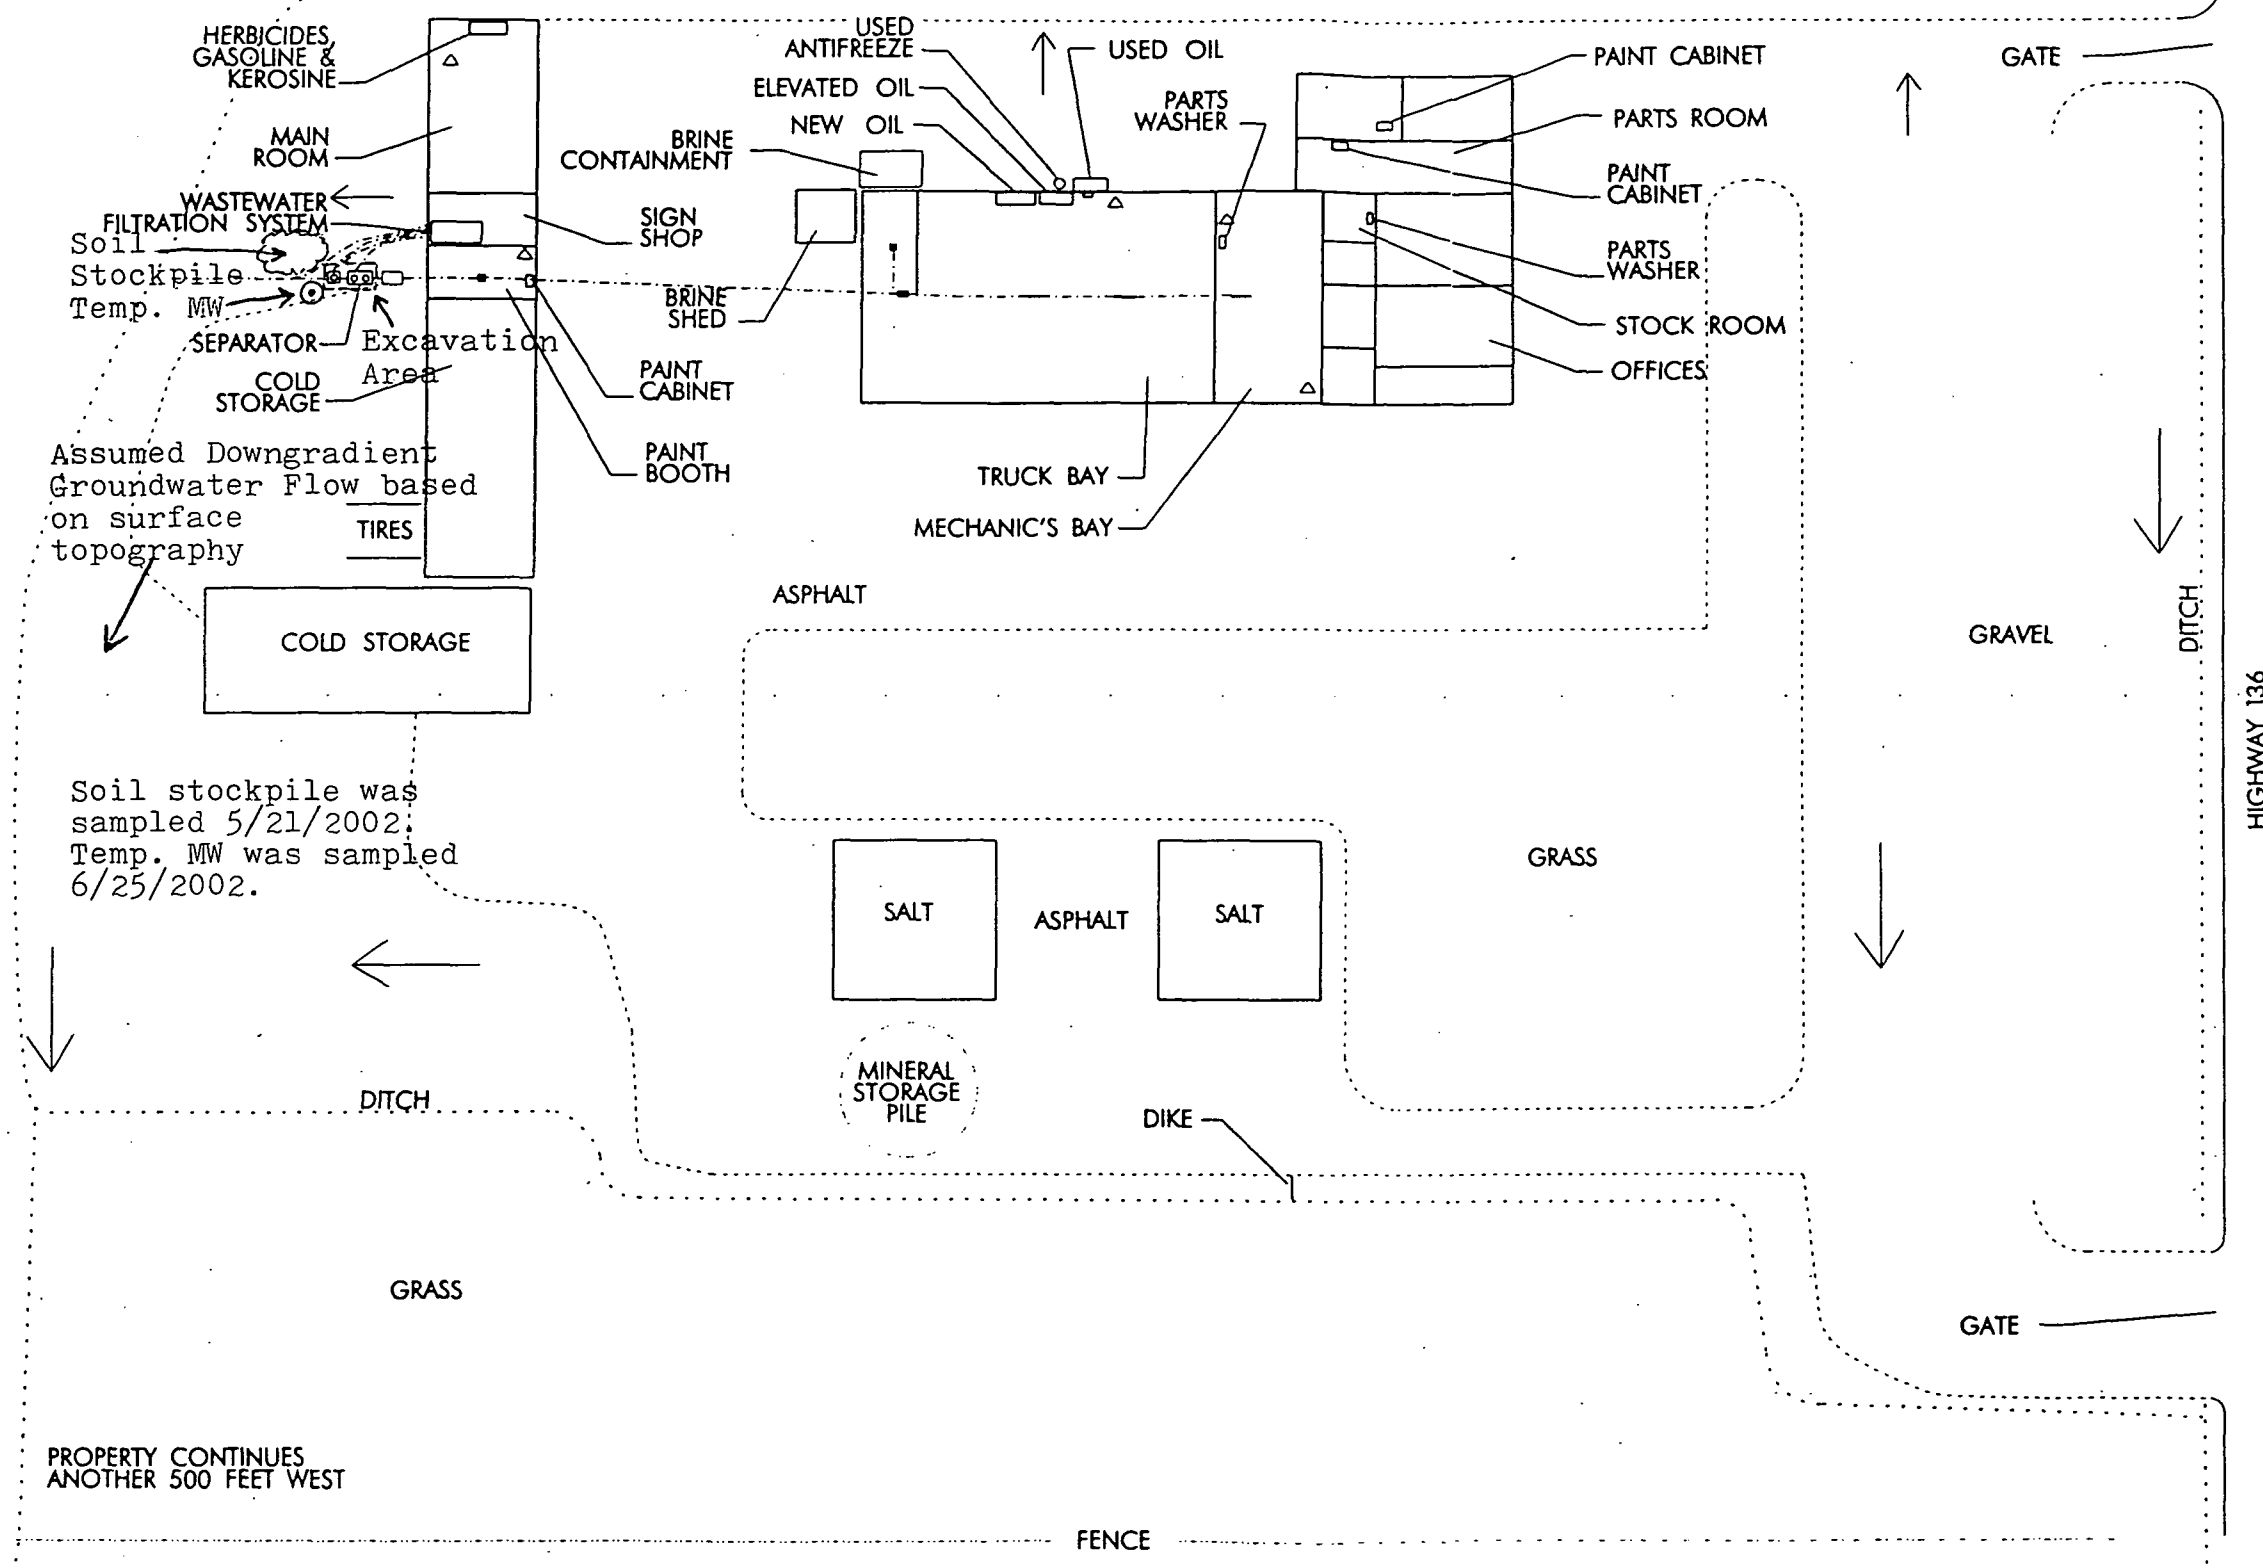 HERBICIDES,
GASOLINE &
KEROSINE
MAIN
ROOM
WASTEWATER
FILTRATION SYSTEM
Soil
Stockpile
Temp. MW
SEPARATOR
Excavation
Area
COLD
STORAGE
Assumed Downgradient
Groundwater Flow based
on surface
topography
TIRES
COLD STORAGE
BRINE
CONTAINMENT
SIGN
SHOP
BRINE
SHED
PAINT
CABINET
PAINT
BOOTH
USED
ANTIFREEZE
ELEVATED OIL
NEW OIL
USED OIL
PARTS
WASHER
TRUCK BAY
MECHANIC'S BAY
PAINT CABINET
PARTS ROOM
PAINT
CABINET
PARTS
WASHER
STOCK ROOM
OFFICES
GATE
ASPHALT
GRAVEL
DITCH
HIGHWAY 136
Soil stockpile was
sampled 5/21/2002.
Temp. MW was sampled
6/25/2002.
SALT
ASPHALT
SALT
GRASS
MINERAL
STORAGE
PILE
DITCH
DIKE
GRASS
GATE
PROPERTY CONTINUES
ANOTHER 500 FEET WEST
FENCE